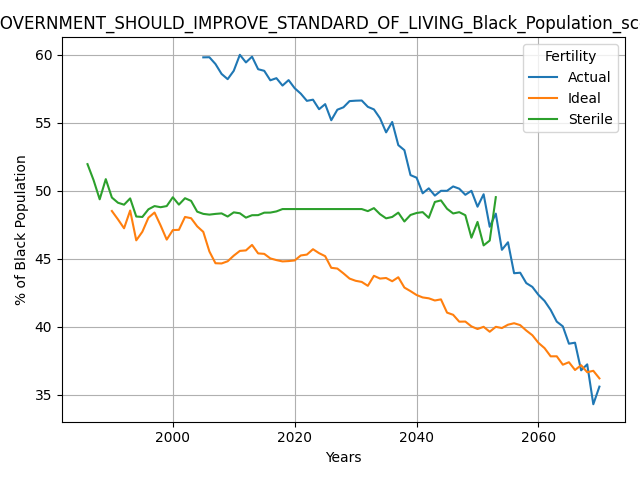 OVERNMENT_SHOULD_IMPROVE_STANDARD_OF_LIVING_Black_Population_sc
Fertility
Actual
Ideal
Sterile
% of Black Population
60
55
50
45
40
35
2000
2020
2040
2060
Years